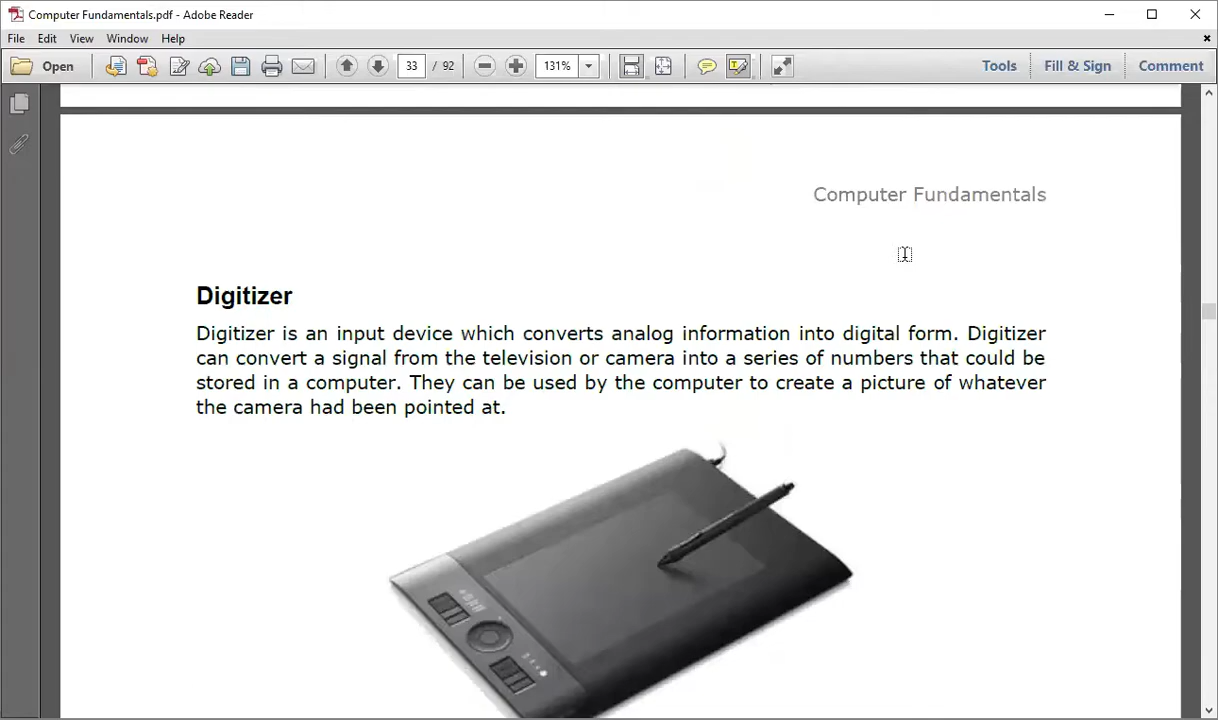 Computer Fundamentals.pdf - Adobe Reader
File Edit View Window Help
Open 33 / 92 131% Tools Fill & Sign Comment
Computer Fundamentals
Digitizer
Digitizer is an input device which converts analog information into digital form. Digitizer
can convert a signal from the television or camera into a series of numbers that could be
stored in a computer. They can be used by the computer to create a picture of whatever
the camera had been pointed at.